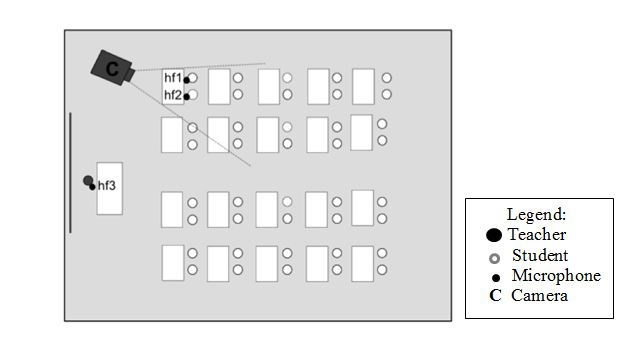 C
hf1
hf2
hf3
Legend:
Teacher
Student
Microphone
C Camera